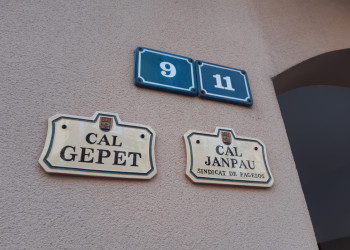 9
11
CAL
GEPET
CAL
JANPAU
SINDICAT DE PAGESOS